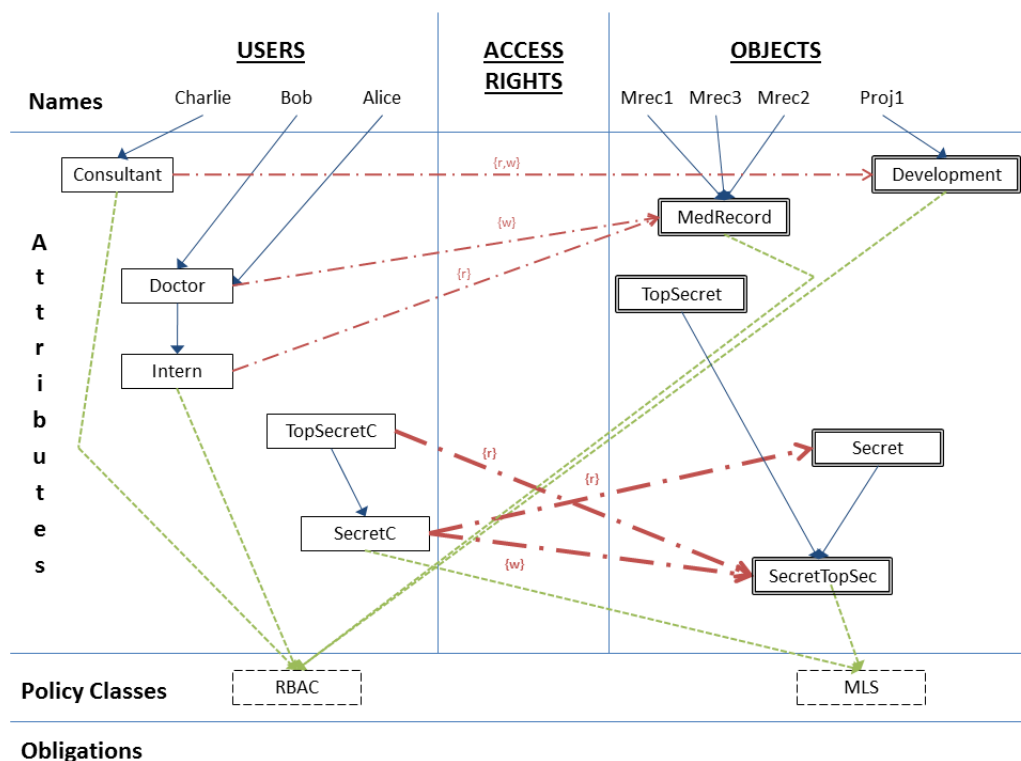 USERS
ACCESS
RIGHTS
OBJECTS
Names
Charlie
Bob
Alice
Mrec1
Mrec3
Mrec2
Proj1
Consultant
{r,w}
Development
MedRecord
{w}
A
t
t
r
i
b
u
t
e
s
Doctor
{r}
TopSecret
Intern
TopSecretC
{r}
Secret
{r}
SecretC
{w}
SecretTopSec
Policy Classes
RBAC
MLS
Obligations